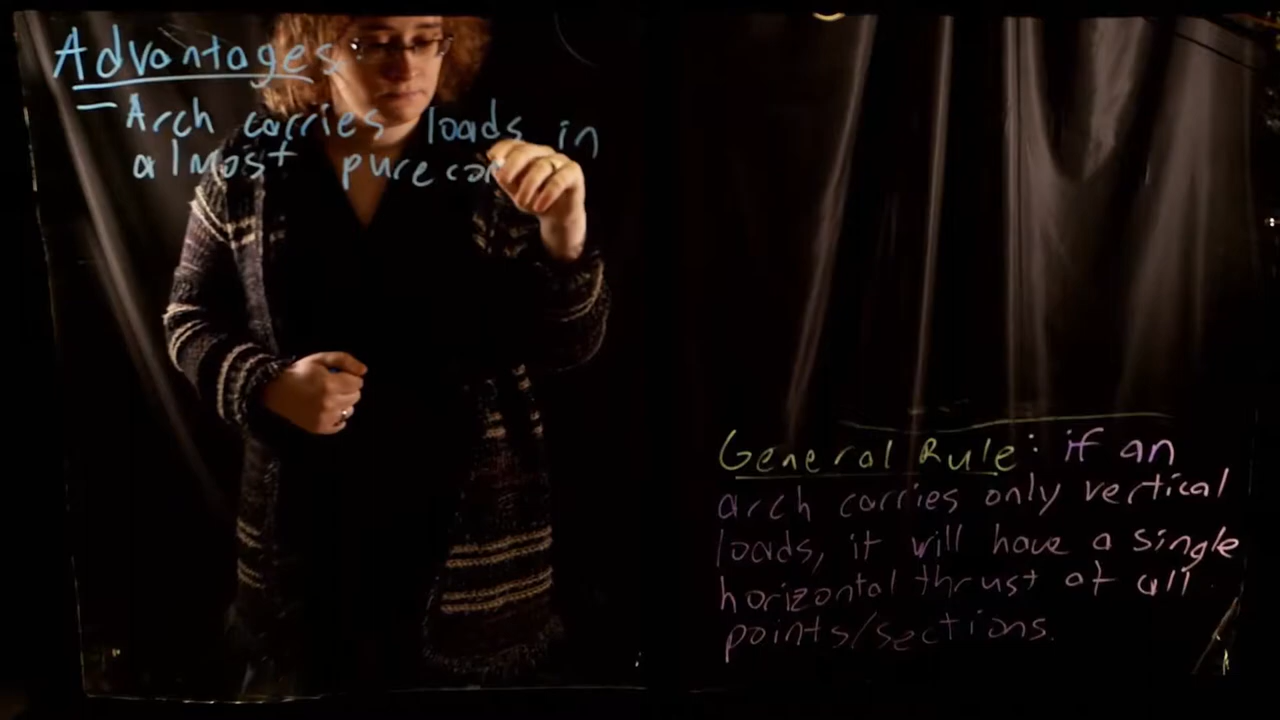 Advantages:
- Arch carries loads in
almost pure co
General Rule: if an
arch carries only vertical
loads, it will have a single
horizontal thrust at all
points/sections.